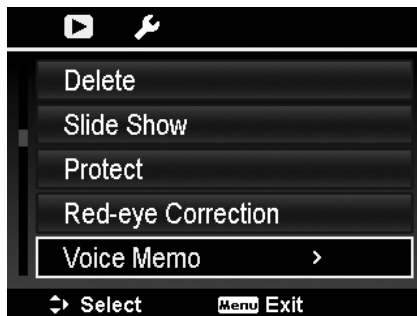 Delete
Slide Show
Protect
Red-eye Correction
Voice Memo >
Select Menu Exit